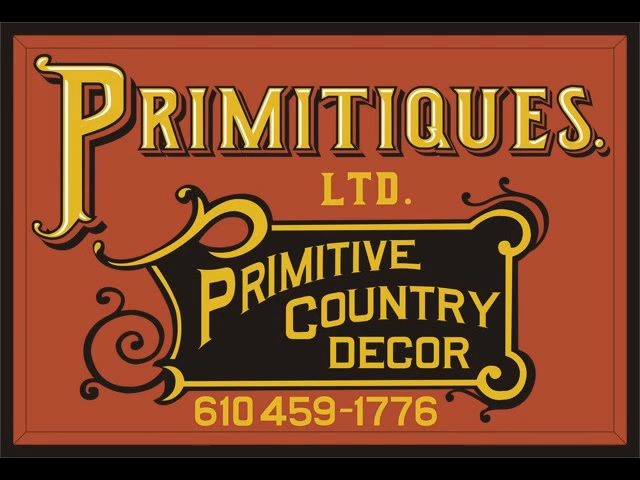 PRIMITIQUES.
LTD.
PRIMITIVE
COUNTRY
DECOR
610 459-1776